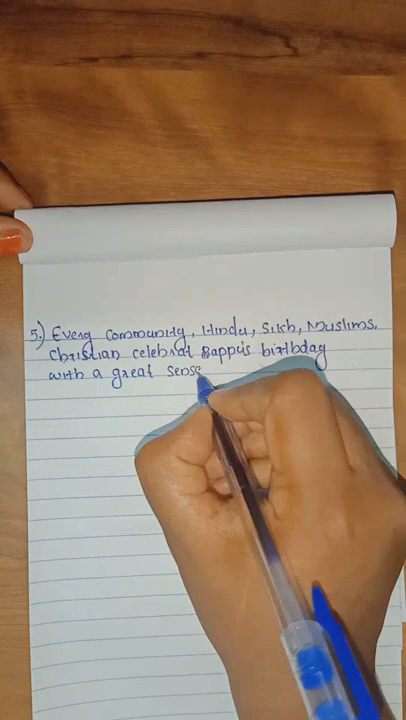 5.) Every community, Hindu, Sikh, Muslims,
Christian celebrat Bappa's birthday
with a great sense